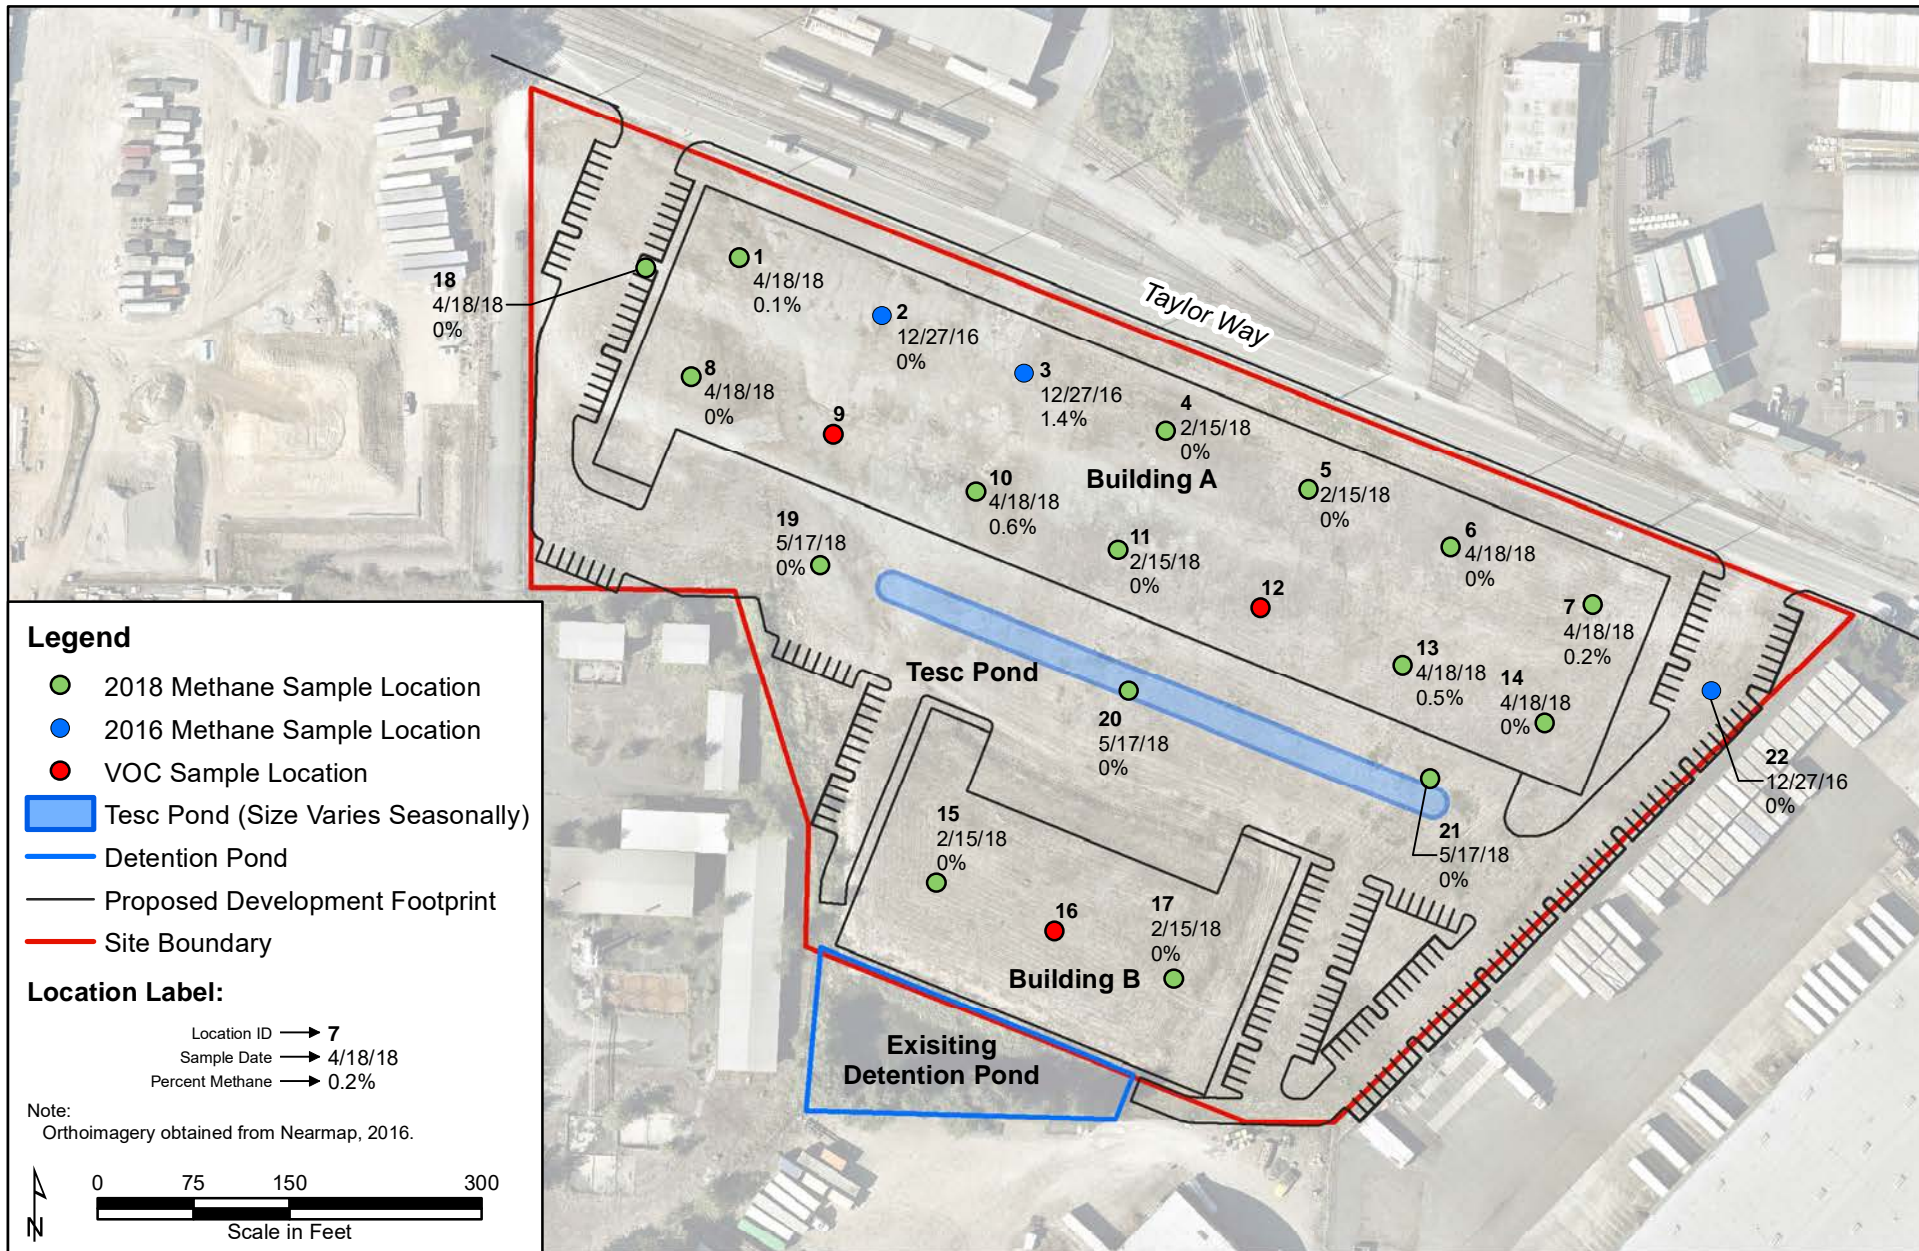 Taylor Way
1
4/18/18
0.1%
18
4/18/18
0%
2
12/27/16
0%
3
12/27/16
1.4%
8
4/18/18
0%
9
4
2/15/18
0%
Building A
5
2/15/18
0%
10
4/18/18
0.6%
19
5/17/18
0%
11
2/15/18
0%
6
4/18/18
0%
12
7
4/18/18
0.2%
13
4/18/18
0.5%
14
4/18/18
0%
Tesc Pond
20
5/17/18
0%
22
12/27/16
0%
15
2/15/18
0%
21
5/17/18
0%
16
17
2/15/18
0%
Building B
Exisiting
Detention Pond
Legend
2018 Methane Sample Location
2016 Methane Sample Location
VOC Sample Location
Tesc Pond (Size Varies Seasonally)
Detention Pond
Proposed Development Footprint
Site Boundary
Location Label:
Location ID 7
Sample Date 4/18/18
Percent Methane 0.2%
Note:
Orthoimagery obtained from Nearmap, 2016.
0 75 150 300
Scale in Feet
N